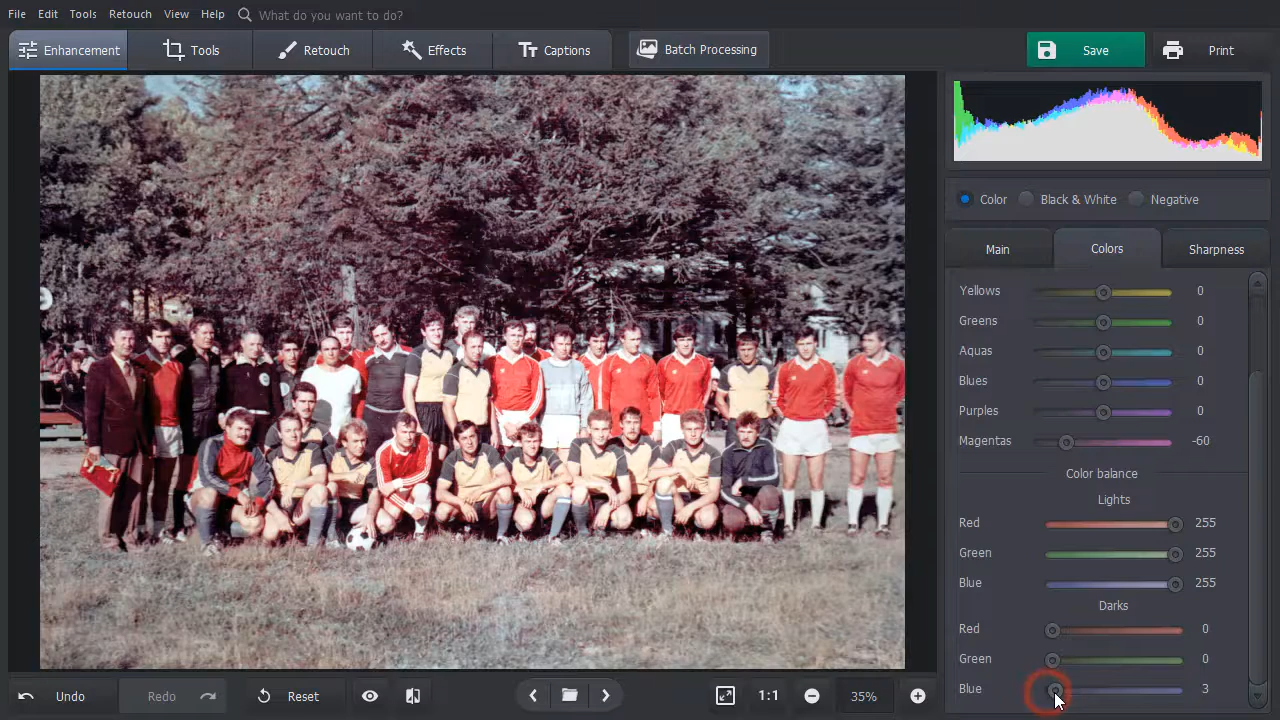 File Edit Tools Retouch View Help What do you want to do?
Enhancement Tools Retouch Effects Captions Batch Processing Save Print
Color Black & White Negative
Main Colors Sharpness
Yellows 0
Greens 0
Aquas 0
Blues 0
Purples 0
Magentas -60
Color balance
Lights
Red 255
Green 255
Blue 255
Darks
Red 0
Green 0
Blue 3
Undo Redo Reset 1:1 35%